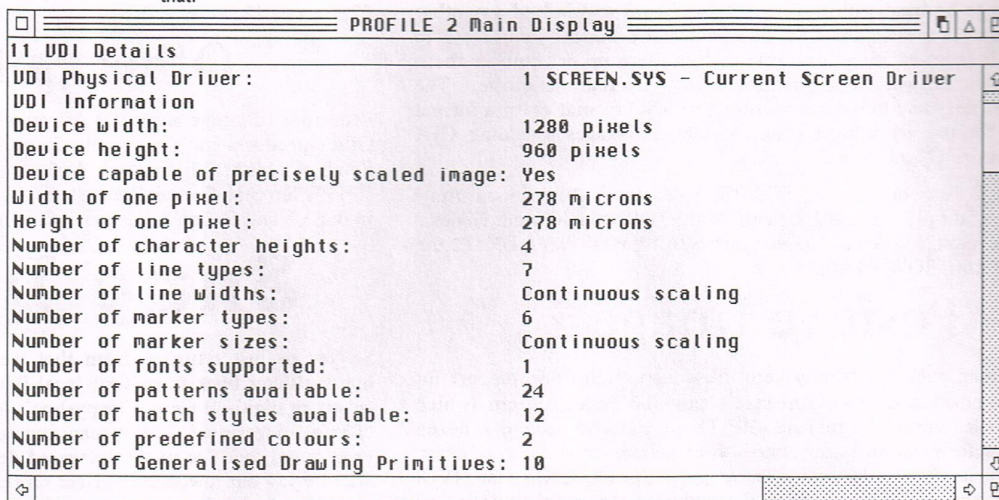 that.
PROFILE 2 Main Display
11 VDI Details
VDI Physical Driver: 1 SCREEN.SYS - Current Screen Driver
VDI Information
Device width: 1280 pixels
Device height: 960 pixels
Device capable of precisely scaled image: Yes
Width of one pixel: 278 microns
Height of one pixel: 278 microns
Number of character heights: 4
Number of line types: 7
Number of line widths: Continuous scaling
Number of marker types: 6
Number of marker sizes: Continuous scaling
Number of fonts supported: 1
Number of patterns available: 24
Number of hatch styles available: 12
Number of predefined colours: 2
Number of Generalised Drawing Primitives: 10